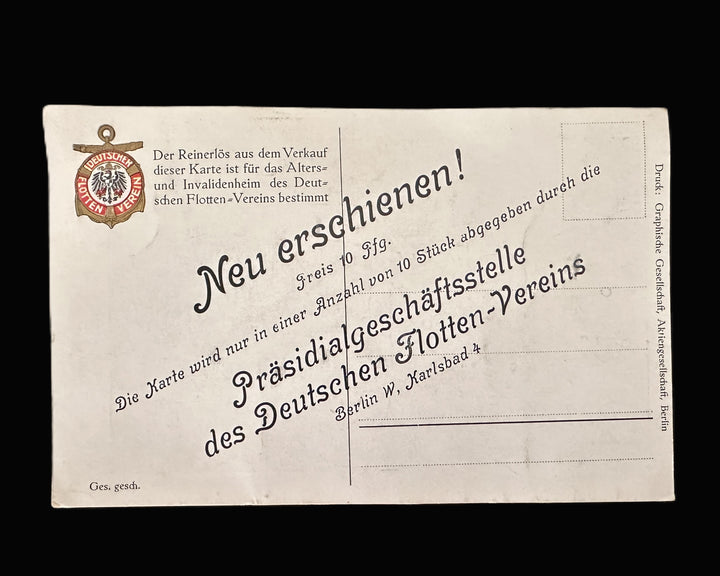 DEUTSCHER
FLOTTEN VEREIN
Der Reinerlös aus dem Verkauf
dieser Karte ist für das Alters-
und Invalidenheim des Deut-
schen Flotten-Vereins bestimmt
Neu erschienen!
Preis 10 Pfg.
Die Karte wird nur in einer Anzahl von 10 Stück abgegeben durch die
Präsidialgeschäftsstelle
des Deutschen Flotten-Vereins
Berlin W, Karlsbad 4
Ges. gesch.
Druck: Graphische Gesellschaft, Aktiengesellschaft, Berlin